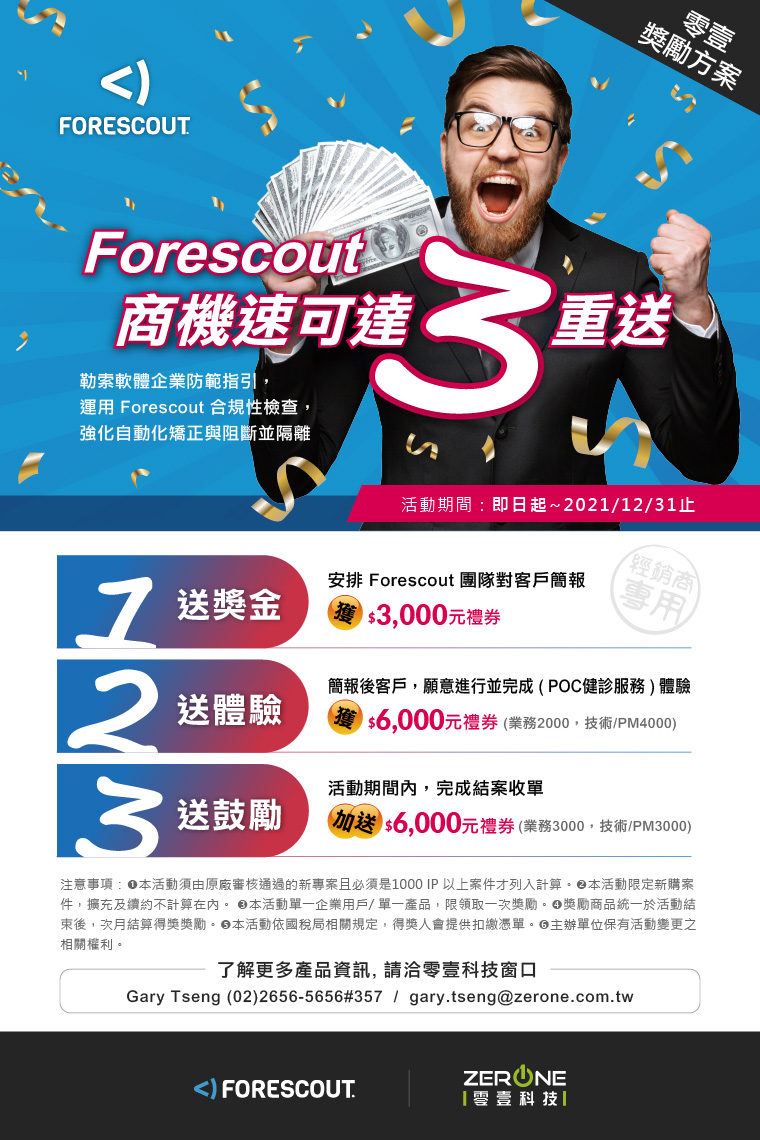 零壹
獎勵方案
FORESCOUT
Forescout
商機速可達3重送
勒索軟體企業防範指引，
運用 Forescout 合規性檢查，
強化自動化矯正與阻斷並隔離
活動期間：即日起~2021/12/31止
1 送獎金
安排 Forescout 團隊對客戶簡報
獲 $3,000元禮券
經銷商
專用
2 送體驗
簡報後客戶，願意進行並完成 ( POC健診服務 ) 體驗
獲 $6,000元禮券 (業務2000，技術/PM4000)
3 送鼓勵
活動期間內，完成結案收單
加送 $6,000元禮券 (業務3000，技術/PM3000)
注意事項：❶本活動須由原廠審核通過的新專案且必須是1000 IP 以上案件才列入計算。❷本活動限定新購案
件，擴充及續約不計算在內。 ❸本活動單一企業用戶/ 單一產品，限領取一次獎勵。❹獎勵商品統一於活動結
束後，次月結算得獎獎勵。❺本活動依國稅局相關規定，得獎人會提供扣繳憑單。❻主辦單位保有活動變更之
相關權利。
了解更多產品資訊, 請洽零壹科技窗口
Gary Tseng (02)2656-5656#357 / gary.tseng@zerone.com.tw
FORESCOUT.
ZERONE
零壹科技